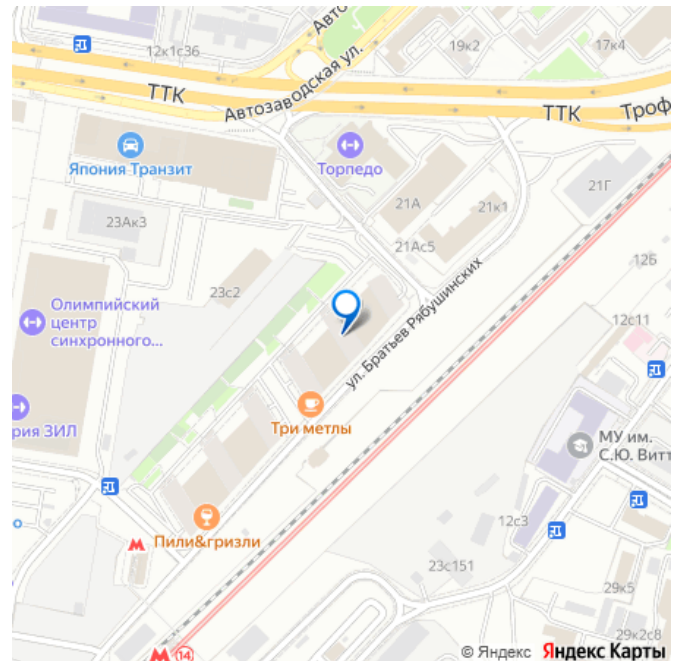 Авто
12к1с36
19к2
17к4
Автозаводская ул.
ТТК
ТТК
Япония Транзит
Торпедо
21А
21к1
21Г
23Ак3
21Ас5
12Б
23с2
Олимпийский
центр
синхронного...
12с11
ул. Братьев Рябушинских
Три метлы
рия ЗИЛ
МУ им.
С.Ю. Витт
о
Пили&гризли
12с3
23с151
29к5
29к2с8
14
© Яндекс Яндекс Карты